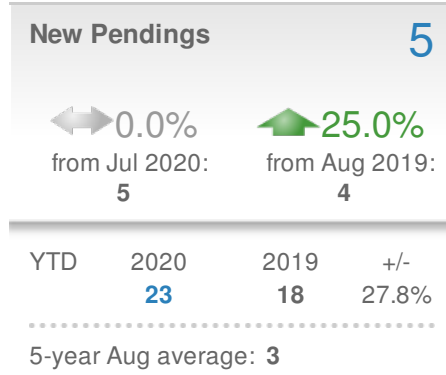 New Pendings 5
0.0% 25.0%
from Jul 2020: from Aug 2019:
5 4
YTD 2020 2019 +/-
23 18 27.8%
5-year Aug average: 3